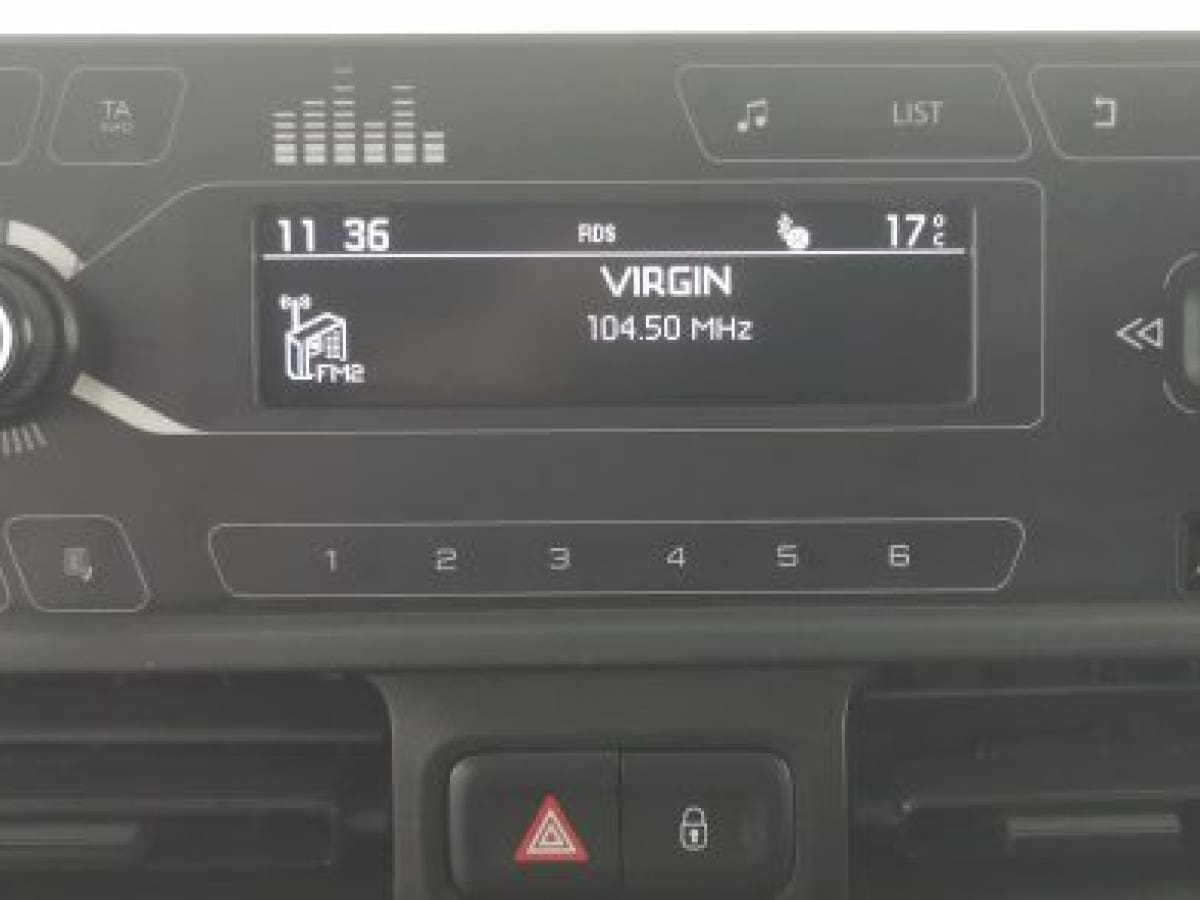 TA
INFO
LIST
11 36
RDS
17°C
VIRGIN
104.50 MHz
FM2
1 2 3 4 5 6